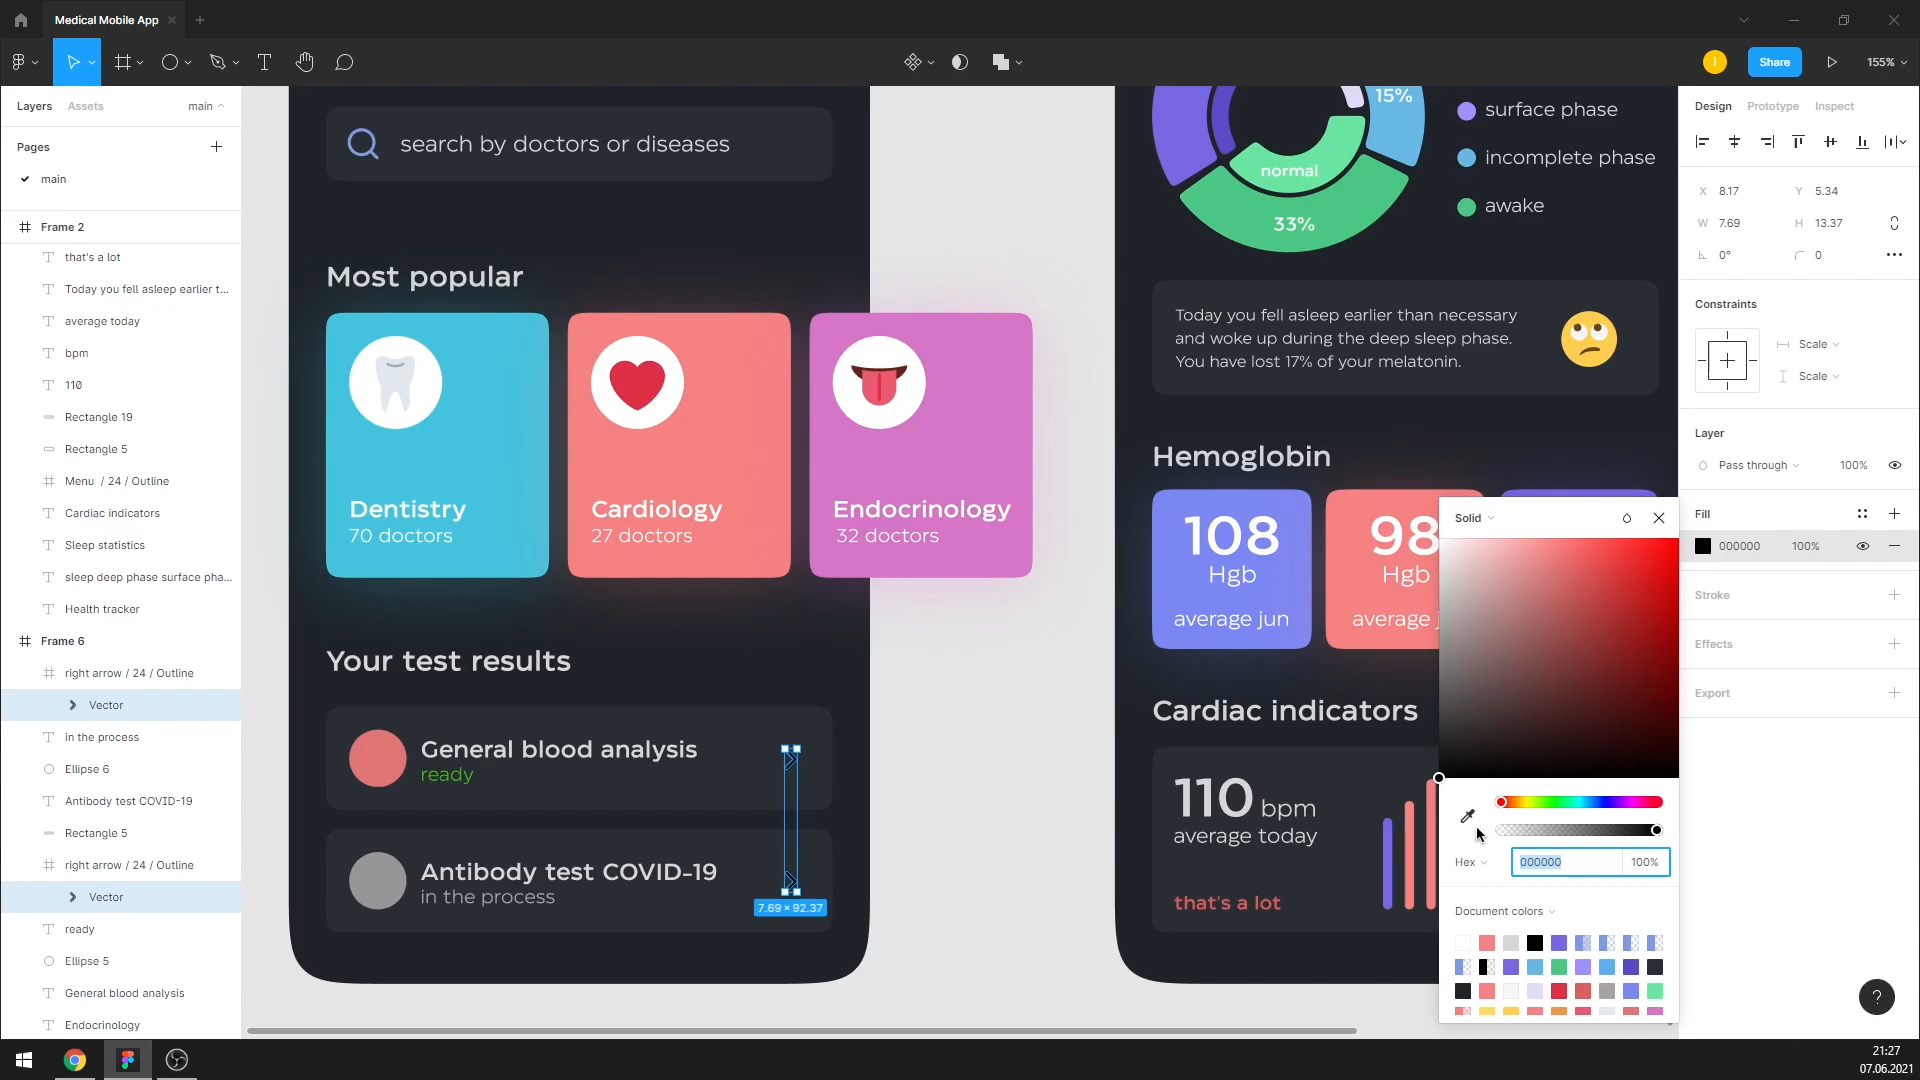 Medical Mobile App
Share
155%
Layers
Assets
main
Pages
main
Frame 2
that's a lot
Today you fell asleep earlier t...
average today
bpm
110
Rectangle 19
Rectangle 5
Menu / 24 / Outline
Cardiac indicators
Sleep statistics
sleep deep phase surface pha...
Health tracker
Frame 6
right arrow / 24 / Outline
Vector
in the process
Ellipse 6
Antibody test COVID-19
Rectangle 5
right arrow / 24 / Outline
Vector
ready
Ellipse 5
General blood analysis
Endocrinology
search by doctors or diseases
Most popular
Dentistry
70 doctors
Cardiology
27 doctors
Endocrinology
32 doctors
Your test results
General blood analysis
ready
Antibody test COVID-19
in the process
7.69 × 92.37
15%
normal
33%
surface phase
incomplete phase
awake
Today you fell asleep earlier than necessary
and woke up during the deep sleep phase.
You have lost 17% of your melatonin.
Hemoglobin
108
Hgb
average jun
98
Hgb
average j
Cardiac indicators
110 bpm
average today
that's a lot
Solid
Hex
000000
100%
Document colors
Design
Prototype
Inspect
X 8.17
Y 5.34
W 7.69
H 13.37
0°
0
Constraints
Scale
Scale
Layer
Pass through
100%
Fill
000000
100%
Stroke
Effects
Export
?
21:27
07.06.2021